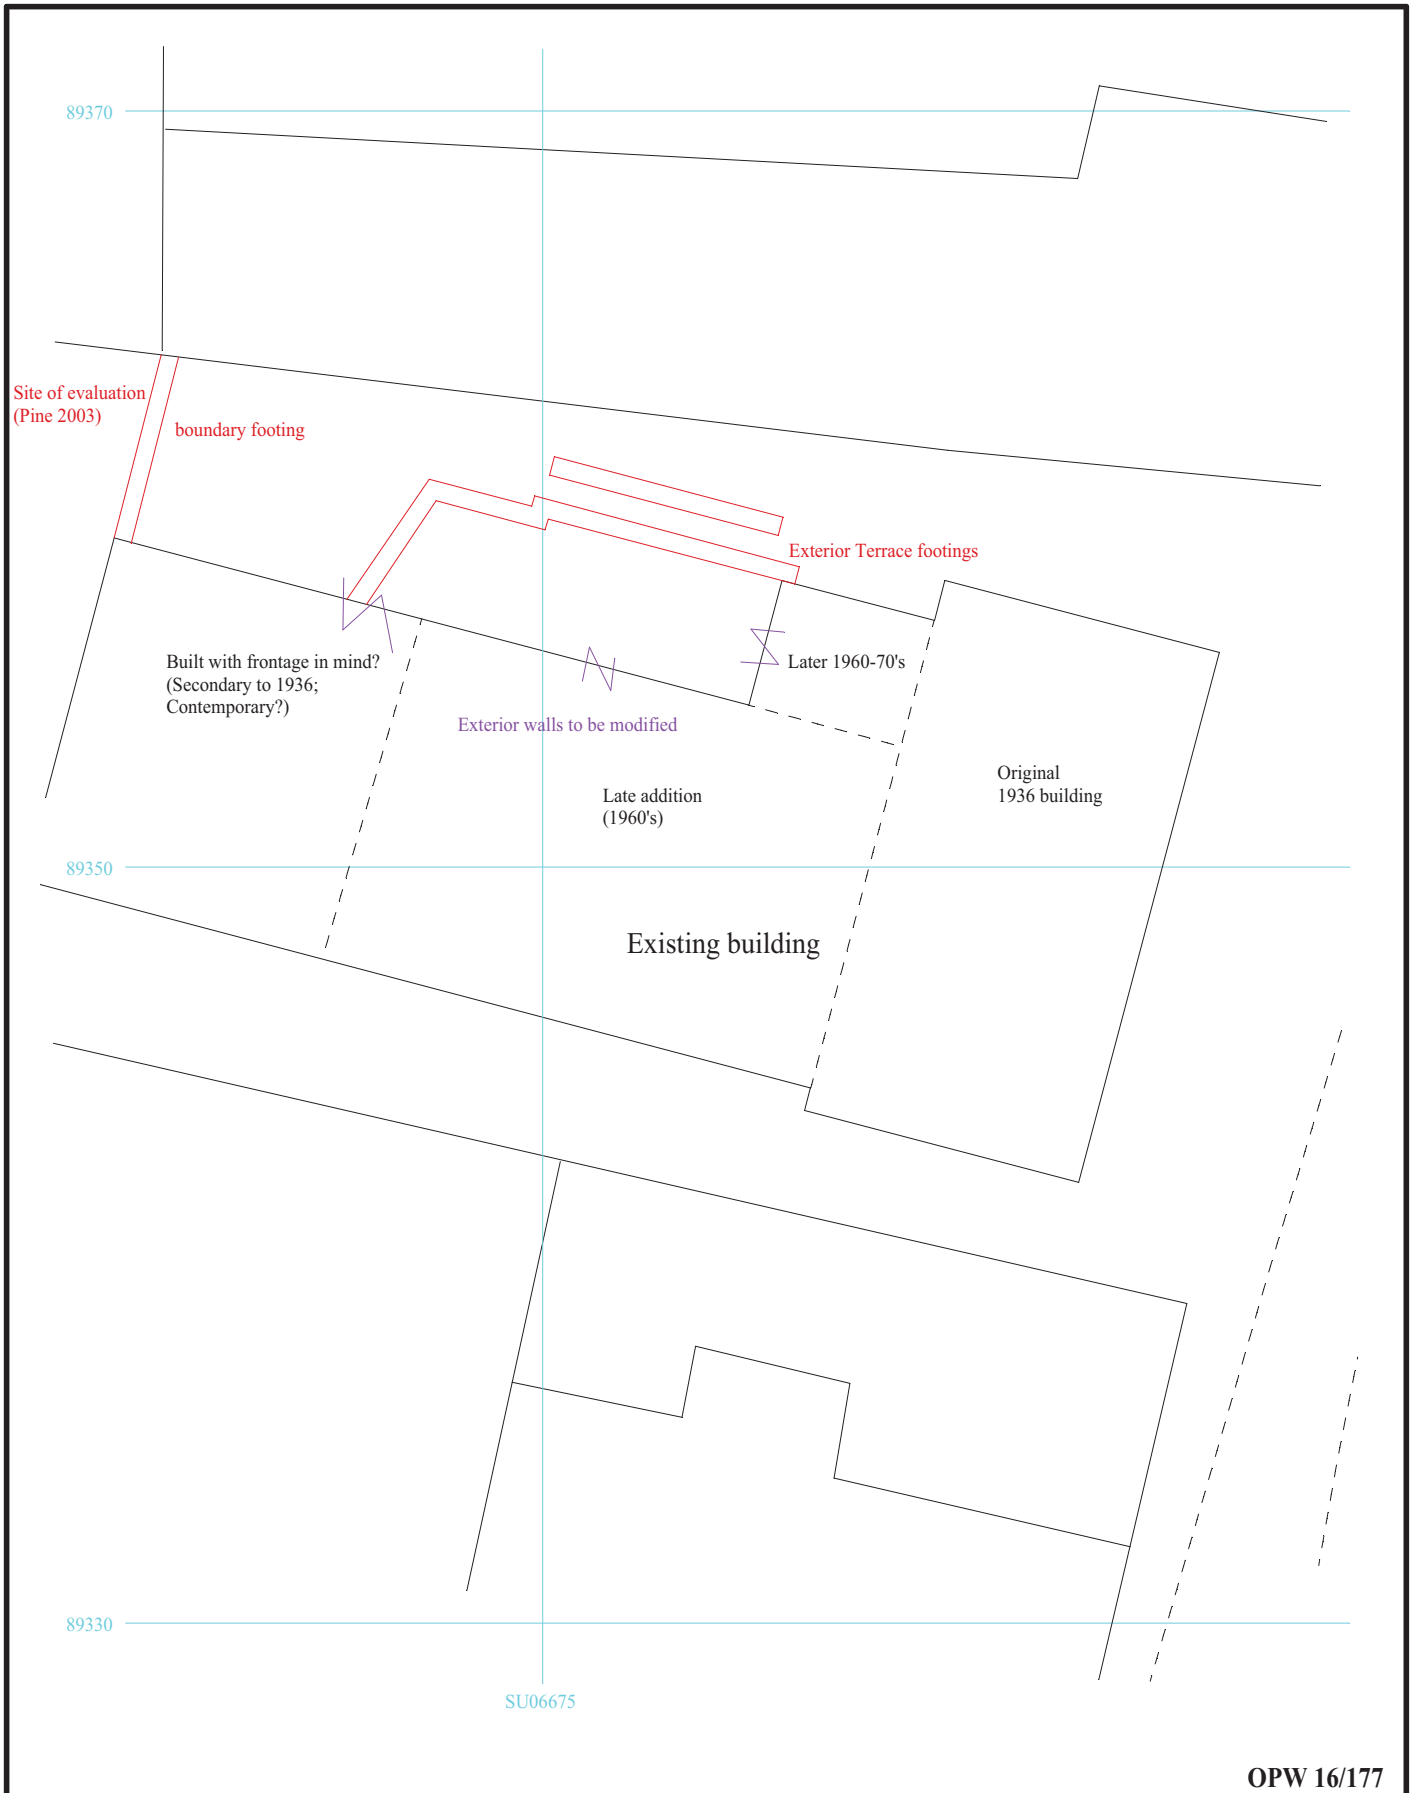 89370
Site of evaluation
(Pine 2003)
boundary footing
Exterior Terrace footings
Built with frontage in mind?
(Secondary to 1936;
Contemporary?)
Later 1960-70's
Exterior walls to be modified
Original
1936 building
Late addition
(1960's)
89350
Existing building
89330
SU06675
OPW 16/177